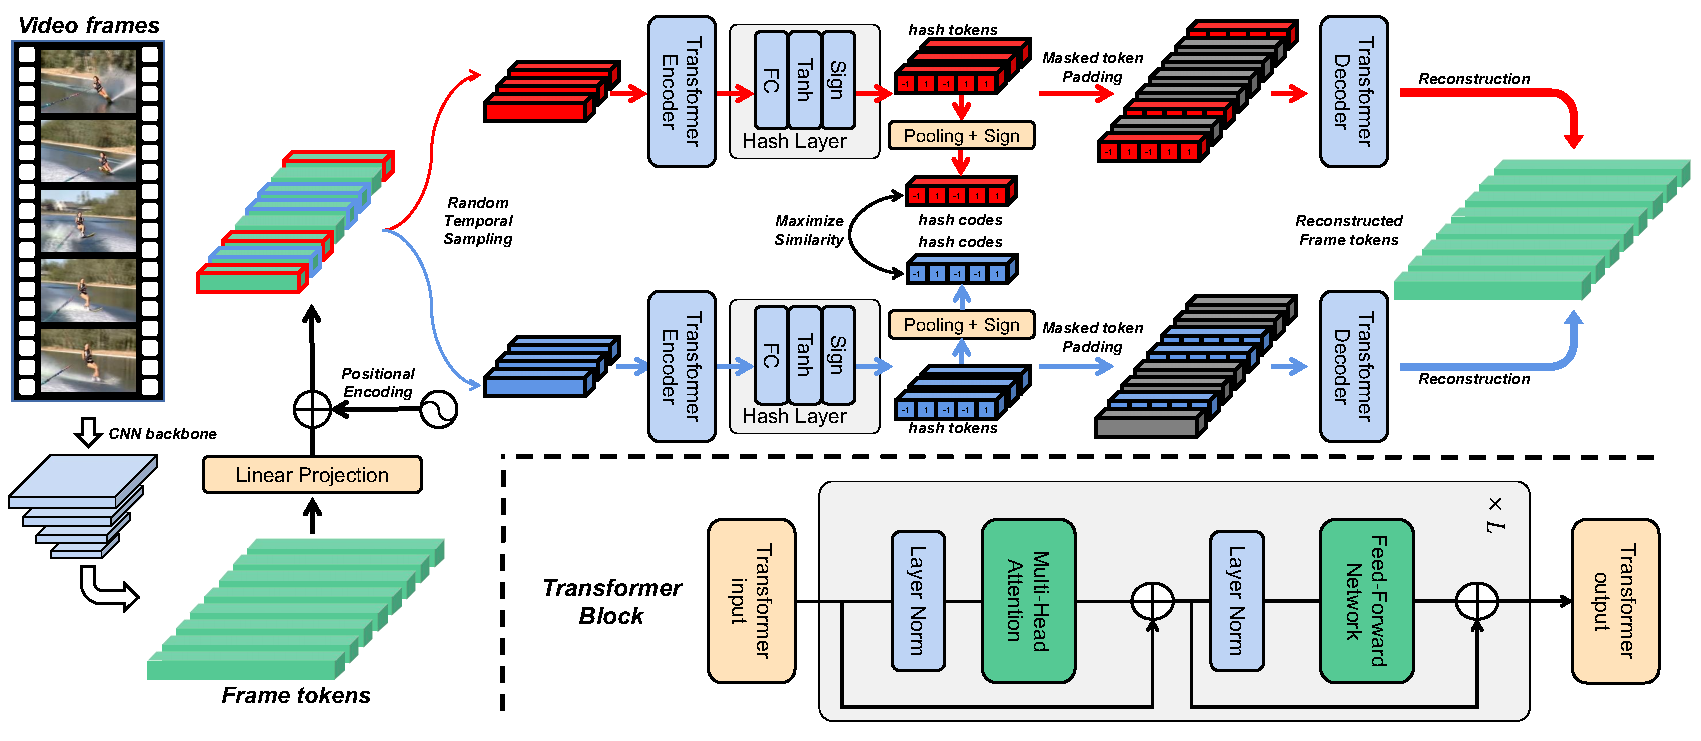 Video frames
CNN backbone
Frame tokens
Linear Projection
Positional
Encoding
Random
Temporal
Sampling
Transformer
Encoder
FC
Tanh
Sign
Hash Layer
hash tokens
-1 1 -1 1 1
Pooling + Sign
-1 1 -1 1 1
hash codes
Maximize
Similarity
Masked token
Padding
-1 1 -1 1 1
Transformer
Decoder
Reconstruction
Reconstructed
Frame tokens
Transformer
Encoder
FC
Tanh
Sign
Hash Layer
hash codes
-1 1 -1 -1 1
Pooling + Sign
-1 1 -1 -1 1
hash tokens
Masked token
Padding
Transformer
Decoder
Reconstruction
Transformer
Block
Transformer
input
Layer Norm
Multi-Head
Attention
Layer Norm
Feed-Forward
Network
× L
Transformer
output